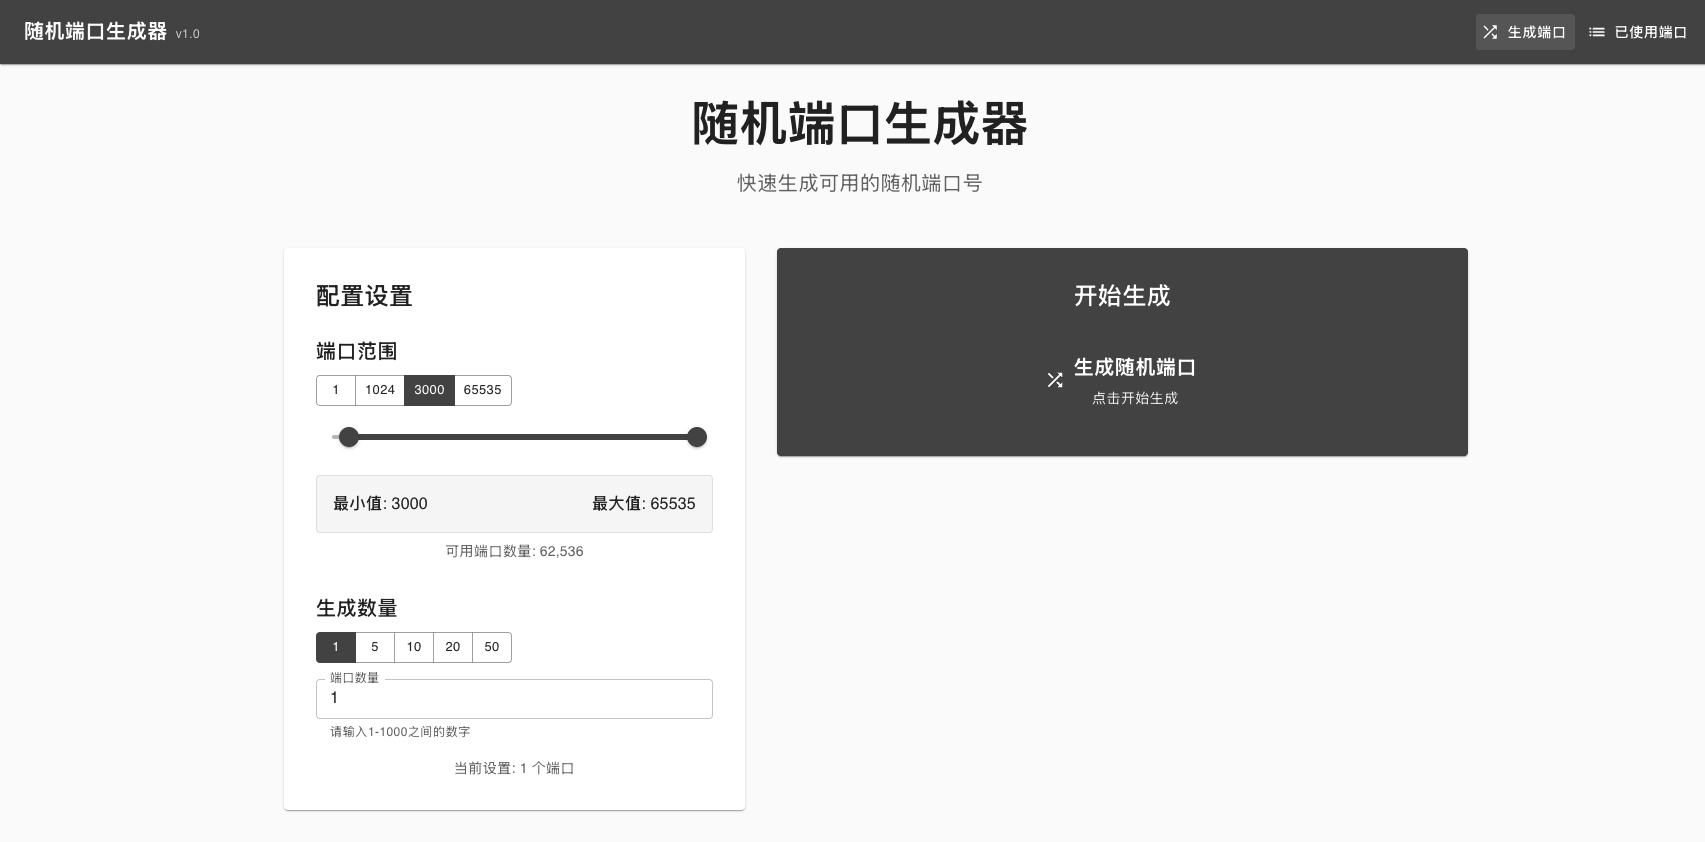 随机端口生成器 v1.0
生成端口
已使用端口
随机端口生成器
快速生成可用的随机端口号
配置设置
端口范围
1 1024 3000 65535
最小值: 3000
最大值: 65535
可用端口数量: 62,536
生成数量
1 5 10 20 50
端口数量
1
请输入1-1000之间的数字
当前设置: 1 个端口
开始生成
生成随机端口
点击开始生成